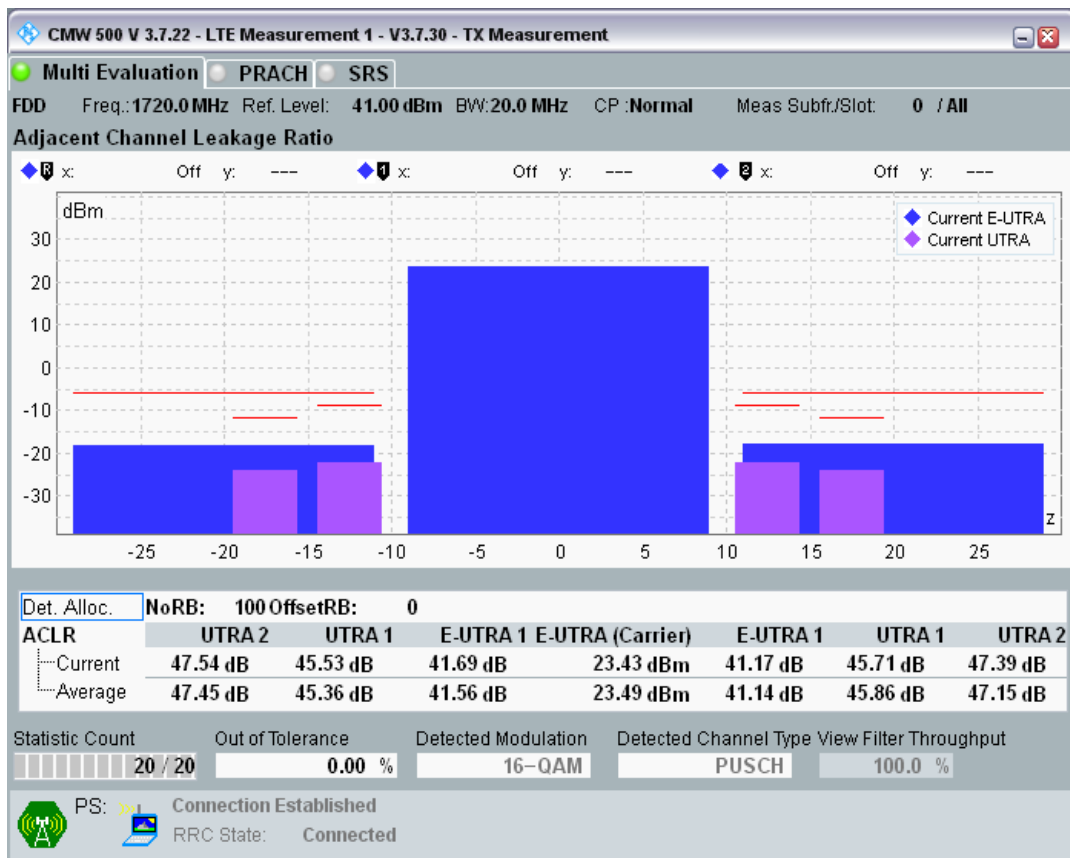 CMW 500 V 3.7.22 - LTE Measurement 1 - V3.7.30 - TX Measurement
Multi Evaluation PRACH SRS
FDD Freq.: 1720.0 MHz Ref. Level: 41.00 dBm BW: 20.0 MHz CP : Normal Meas Subfr./Slot: 0 / All
Adjacent Channel Leakage Ratio
R x: Off y: --- 1 x: Off y: --- 2 x: Off y: ---
dBm
Current E-UTRA
Current UTRA
30
20
10
0
-10
-20
-30
z
-25 -20 -15 -10 -5 0 5 10 15 20 25
Det. Alloc. NoRB: 100 OffsetRB: 0
ACLR UTRA 2 UTRA 1 E-UTRA 1 E-UTRA (Carrier) E-UTRA 1 UTRA 1 UTRA 2
Current 47.54 dB 45.53 dB 41.69 dB 23.43 dBm 41.17 dB 45.71 dB 47.39 dB
Average 47.45 dB 45.36 dB 41.56 dB 23.49 dBm 41.14 dB 45.86 dB 47.15 dB
Statistic Count Out of Tolerance Detected Modulation Detected Channel Type View Filter Throughput
20 / 20 0.00 % 16-QAM PUSCH 100.0 %
PS: Connection Established
RRC State: Connected